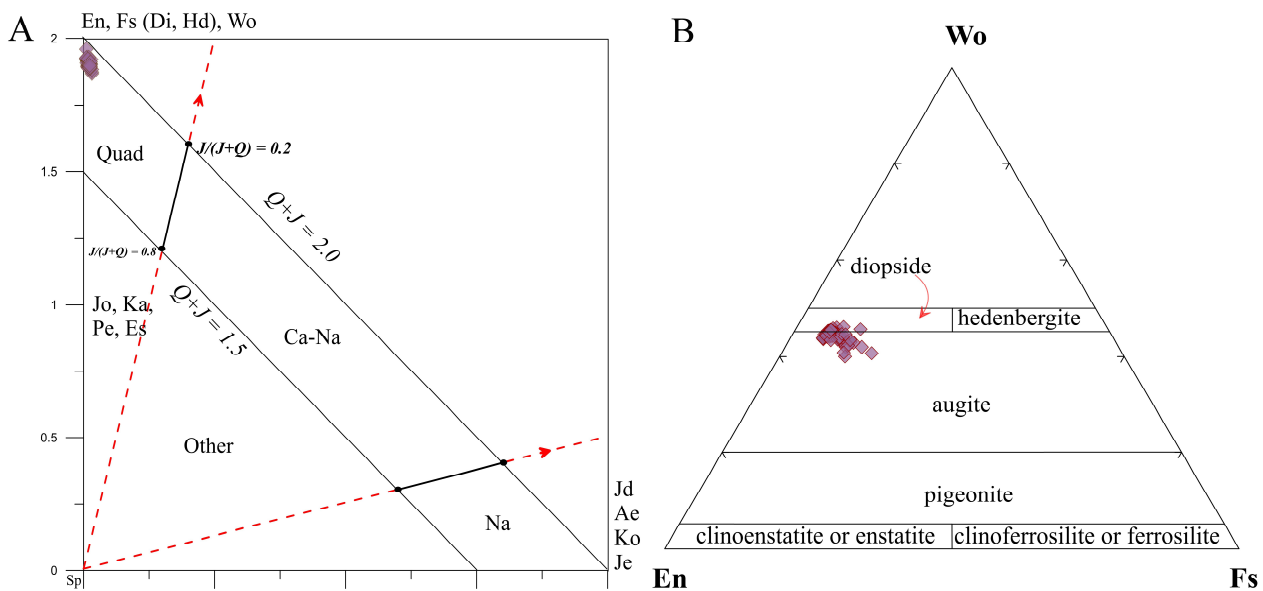 A
En, Fs (Di, Hd), Wo
2
Quad
J/(J+Q) = 0.2
1.5
Q+J = 2.0
J/(J+Q) = 0.8
Jo, Ka,
Pe, Es
Q+J = 1.5
1
Ca-Na
0.5
Other
Na
Jd
Ae
Ko
Je
0
Sp
B
Wo
diopside
hedenbergite
augite
pigeonite
clinoenstatite or enstatite
clinoferrosilite or ferrosilite
En
Fs